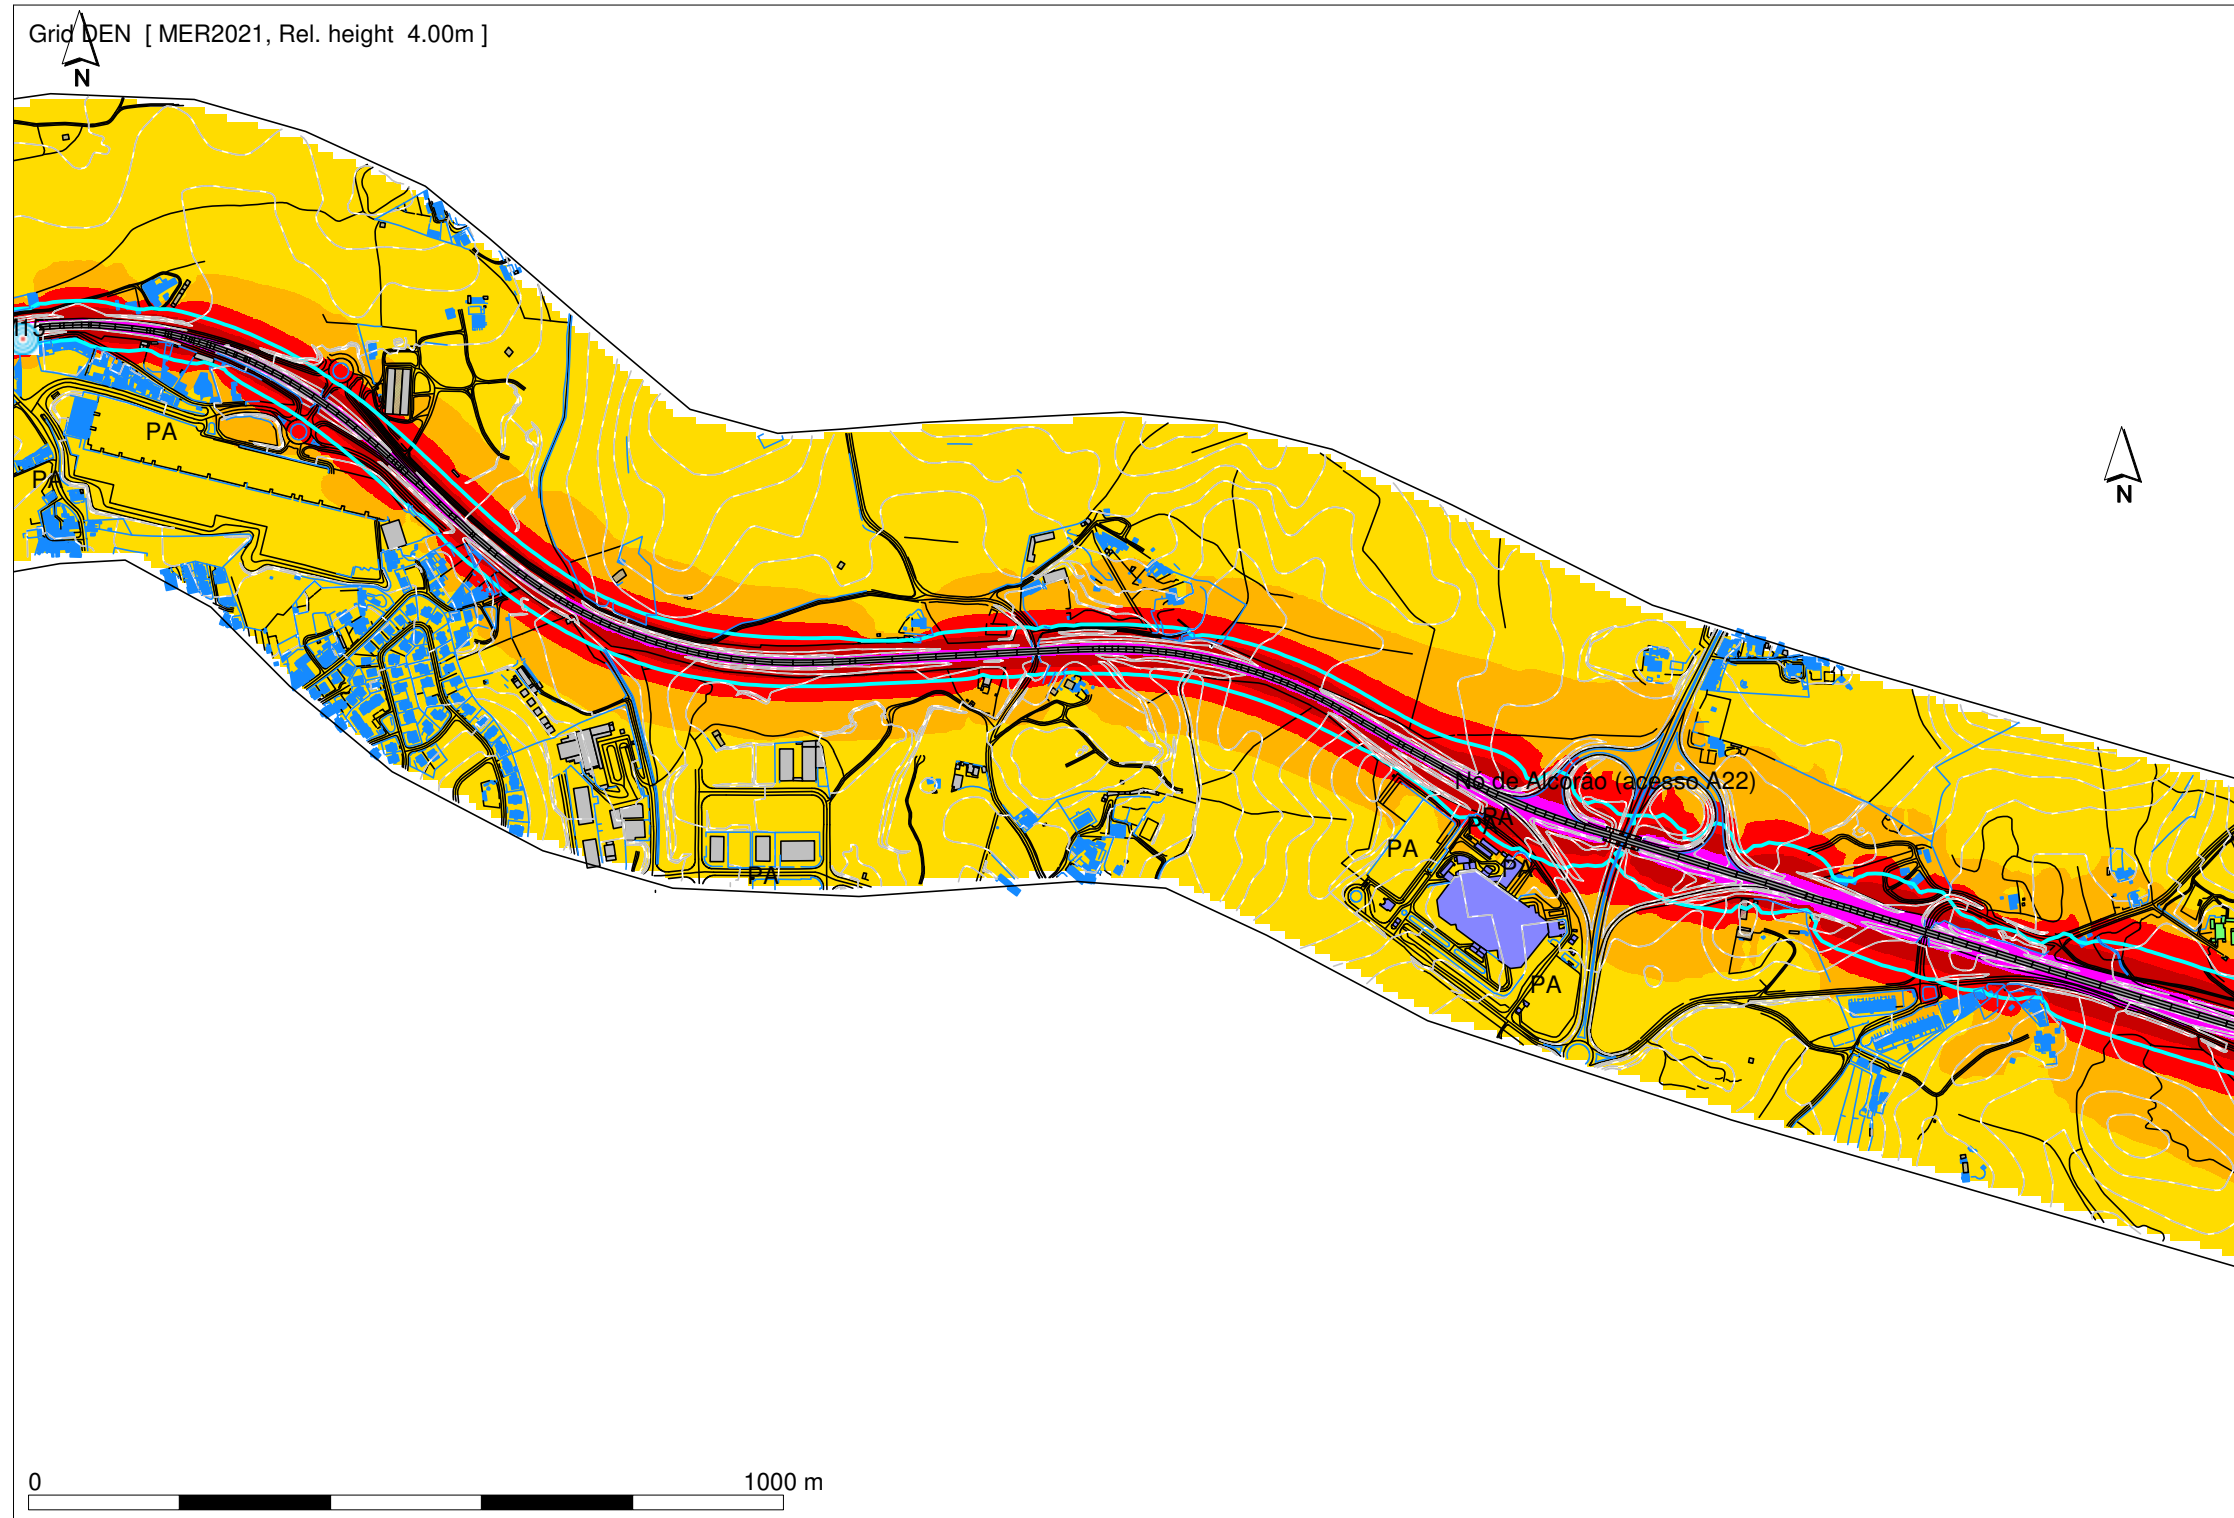 Grid DEN [ MER2021, Rel. height 4.00m ]
N
PA
PA
N
Nó de Alcorão (acesso A22)
PA
PA
PA
PA
PA
0
1000 m